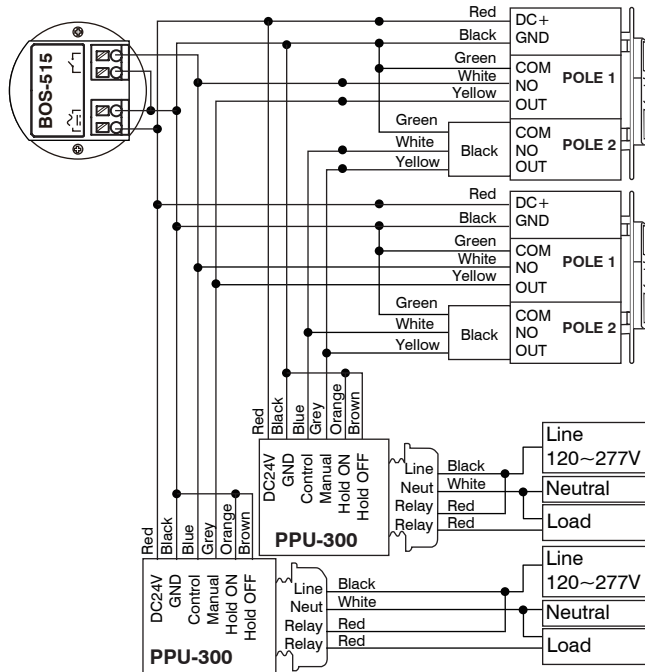 BOS-515
Red
Black
Green
White
Yellow
DC+
GND
COM
NO
OUT
POLE 1
Green
White
Yellow
Black
COM
NO
OUT
POLE 2
Red
Black
Green
White
Yellow
DC+
GND
COM
NO
OUT
POLE 1
Green
White
Yellow
Black
COM
NO
OUT
POLE 2
Red
Black
Blue
Grey
Orange
Brown
DC24V
GND
Control
Manual
Hold ON
Hold OFF
PPU-300
Line
Neut
Relay
Relay
Black
White
Red
Red
Line
120~277V
Neutral
Load
Red
Black
Blue
Grey
Orange
Brown
DC24V
GND
Control
Manual
Hold ON
Hold OFF
PPU-300
Line
Neut
Relay
Relay
Black
White
Red
Red
Line
120~277V
Neutral
Load